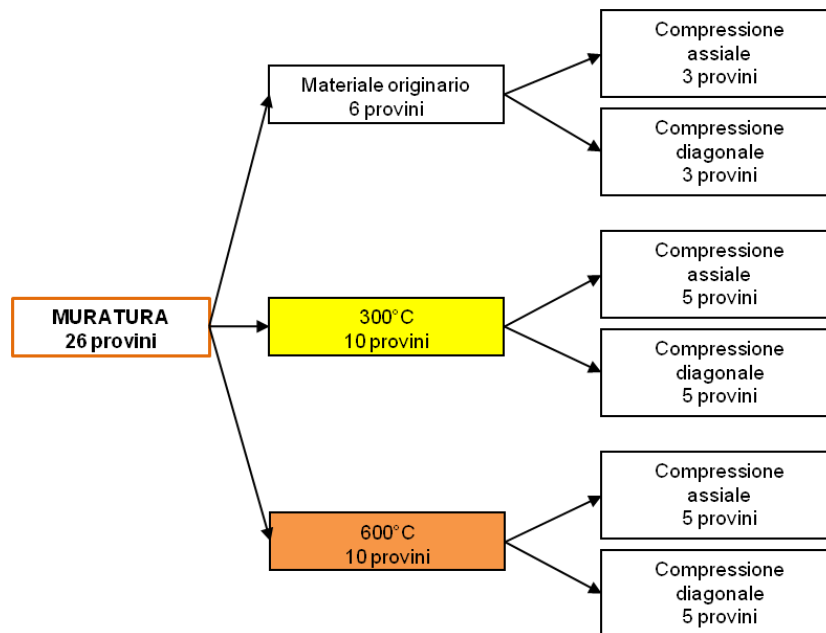 MURATURA
26 provini
Materiale originario
6 provini
Compressione
assiale
3 provini
Compressione
diagonale
3 provini
300°C
10 provini
Compressione
assiale
5 provini
Compressione
diagonale
5 provini
600°C
10 provini
Compressione
assiale
5 provini
Compressione
diagonale
5 provini